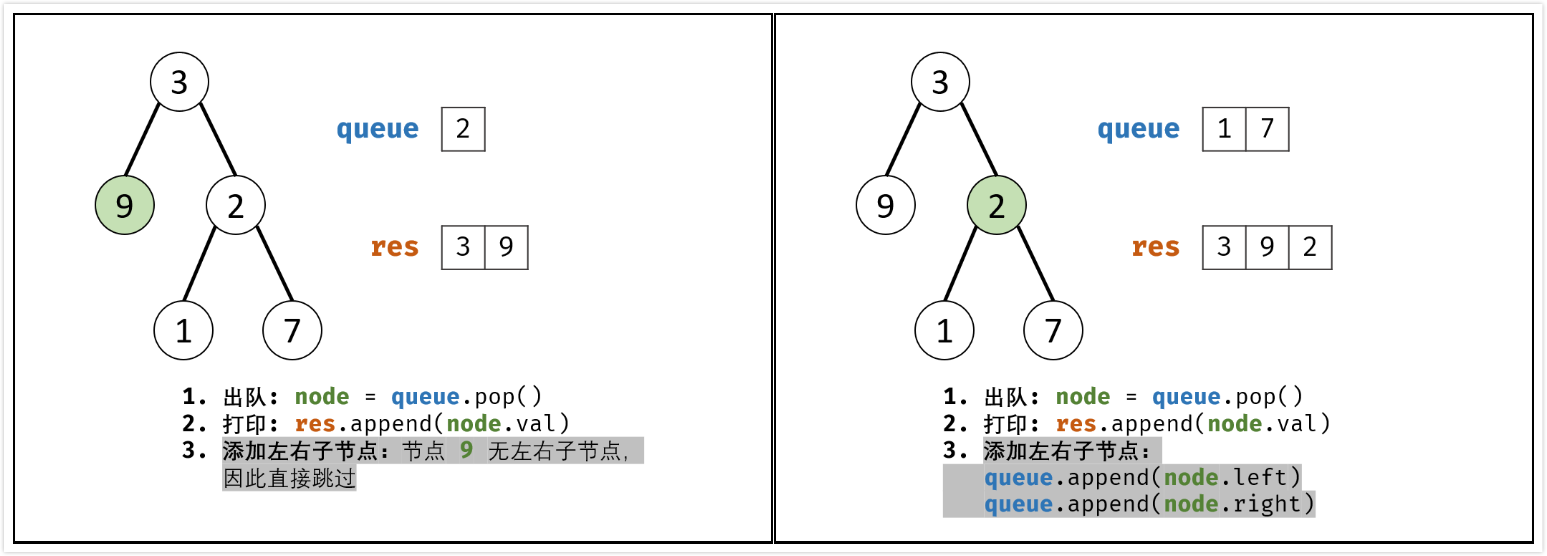 3
queue 2
9 2
res 3 9
1 7
1. 出队: node = queue.pop()
2. 打印: res.append(node.val)
3. 添加左右子节点: 节点 9 无左右子节点,
因此直接跳过
3
queue 1 7
9 2
res 3 9 2
1 7
1. 出队: node = queue.pop()
2. 打印: res.append(node.val)
3. 添加左右子节点:
queue.append(node.left)
queue.append(node.right)